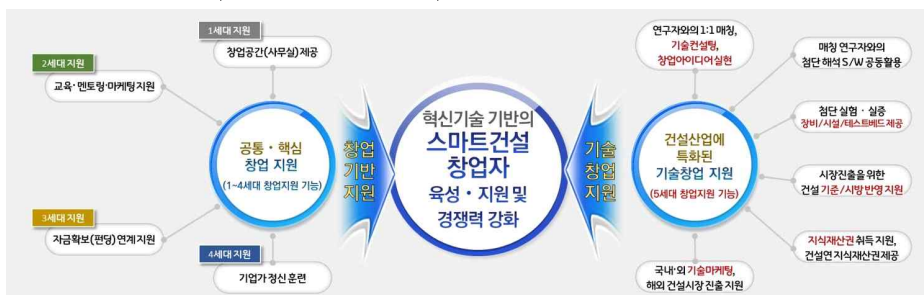 1세대 지원
창업공간(사무실) 제공
2세대 지원
교육·멘토링·마케팅 지원
공통·핵심
창업 지원
(1~4세대 창업지원 기능)
3세대 지원
자금확보(펀딩) 연계 지원
4세대 지원
기업가 정신 훈련
창업
기반
지원
혁신기술 기반의
스마트건설
창업자
육성·지원 및
경쟁력 강화
기술
창업
지원
건설산업에
특화된
기술창업 지원
(5세대 창업지원 기능)
연구자와의 1:1 매칭,
기술컨설팅,
창업아이디어실현
매칭 연구자와의
첨단 해석 S/W 공동활용
첨단 실험·실증
장비/시설/테스트베드 제공
시장진출을 위한
건설 기준/시방 반영 지원
지식재산권 취득 지원,
건설연 지식재산권 제공
국내·외 기술마케팅,
해외 건설시장 진출 지원